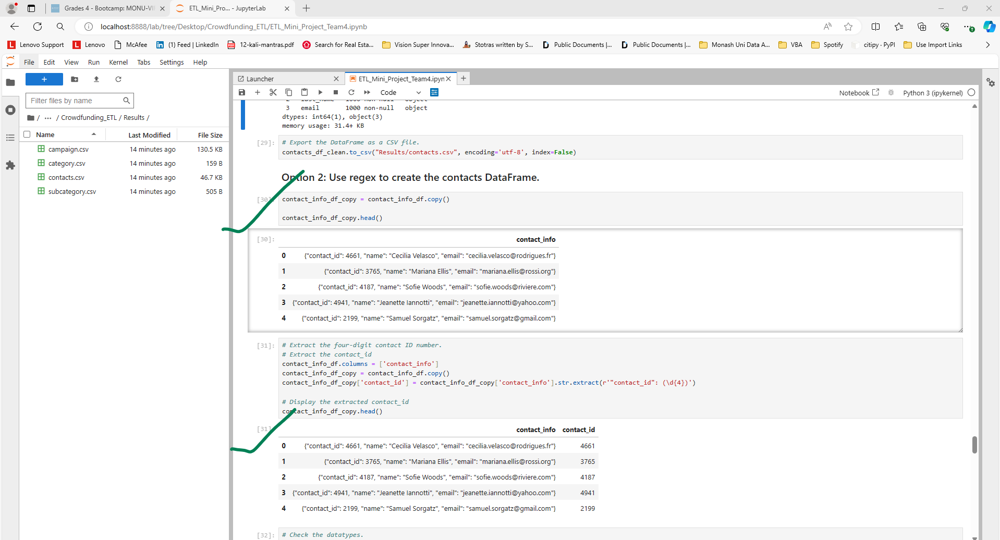 Grades 4 - Bootcamp: MONU-VI
ETL_Mini_Pro... - JupyterLab
localhost:8888/lab/tree/Desktop/Crowdfunding_ETL/ETL_Mini_Project_Team4.ipynb
Lenovo Support
Lenovo
McAfee
(1) Feed | LinkedIn
12-kali-mantras.pdf
Search for Real Esta...
Vision Super Innova...
Stotras written by S...
Public Documents |...
Public Documents |...
Monash Uni Data A...
VBA
Spotify
citipy · PyPI
Use Import Links
File Edit View Run Kernel Tabs Settings Help
Filter files by name
/ ... / Crowdfunding_ETL / Results /
Name Last Modified File Size
campaign.csv 14 minutes ago 130.5 KB
category.csv 14 minutes ago 159 B
contacts.csv 14 minutes ago 46.7 KB
subcategory.csv 14 minutes ago 505 B
Launcher
ETL_Mini_Project_Team4.ipyn
Code
Notebook
Python 3 (ipykernel)
2 last_name 1000 non-null object
3 email 1000 non-null object
dtypes: int64(1), object(3)
memory usage: 31.4+ KB
[29]: # Export the DataFrame as a CSV file.
contacts_df_clean.to_csv("Results/contacts.csv", encoding='utf-8', index=False)
Option 2: Use regex to create the contacts DataFrame.
[30]: contact_info_df_copy = contact_info_df.copy()
contact_info_df_copy.head()
[30]: contact_info
0 {"contact_id": 4661, "name": "Cecilia Velasco", "email": "cecilia.velasco@rodrigues.fr"}
1 {"contact_id": 3765, "name": "Mariana Ellis", "email": "mariana.ellis@rossi.org"}
2 {"contact_id": 4187, "name": "Sofie Woods", "email": "sofie.woods@riviere.com"}
3 {"contact_id": 4941, "name": "Jeanette Iannotti", "email": "jeanette.iannotti@yahoo.com"}
4 {"contact_id": 2199, "name": "Samuel Sorgatz", "email": "samuel.sorgatz@gmail.com"}
[31]: # Extract the four-digit contact ID number.
# Extract the contact_id
contact_info_df.columns = ['contact_info']
contact_info_df_copy = contact_info_df.copy()
contact_info_df_copy['contact_id'] = contact_info_df_copy['contact_info'].str.extract(r'"contact_id": (\d{4})')
# Display the extracted contact_id
contact_info_df_copy.head()
[31]: contact_info contact_id
0 {"contact_id": 4661, "name": "Cecilia Velasco", "email": "cecilia.velasco@rodrigues.fr"} 4661
1 {"contact_id": 3765, "name": "Mariana Ellis", "email": "mariana.ellis@rossi.org"} 3765
2 {"contact_id": 4187, "name": "Sofie Woods", "email": "sofie.woods@riviere.com"} 4187
3 {"contact_id": 4941, "name": "Jeanette Iannotti", "email": "jeanette.iannotti@yahoo.com"} 4941
4 {"contact_id": 2199, "name": "Samuel Sorgatz", "email": "samuel.sorgatz@gmail.com"} 2199
[32]: # Check the datatypes.